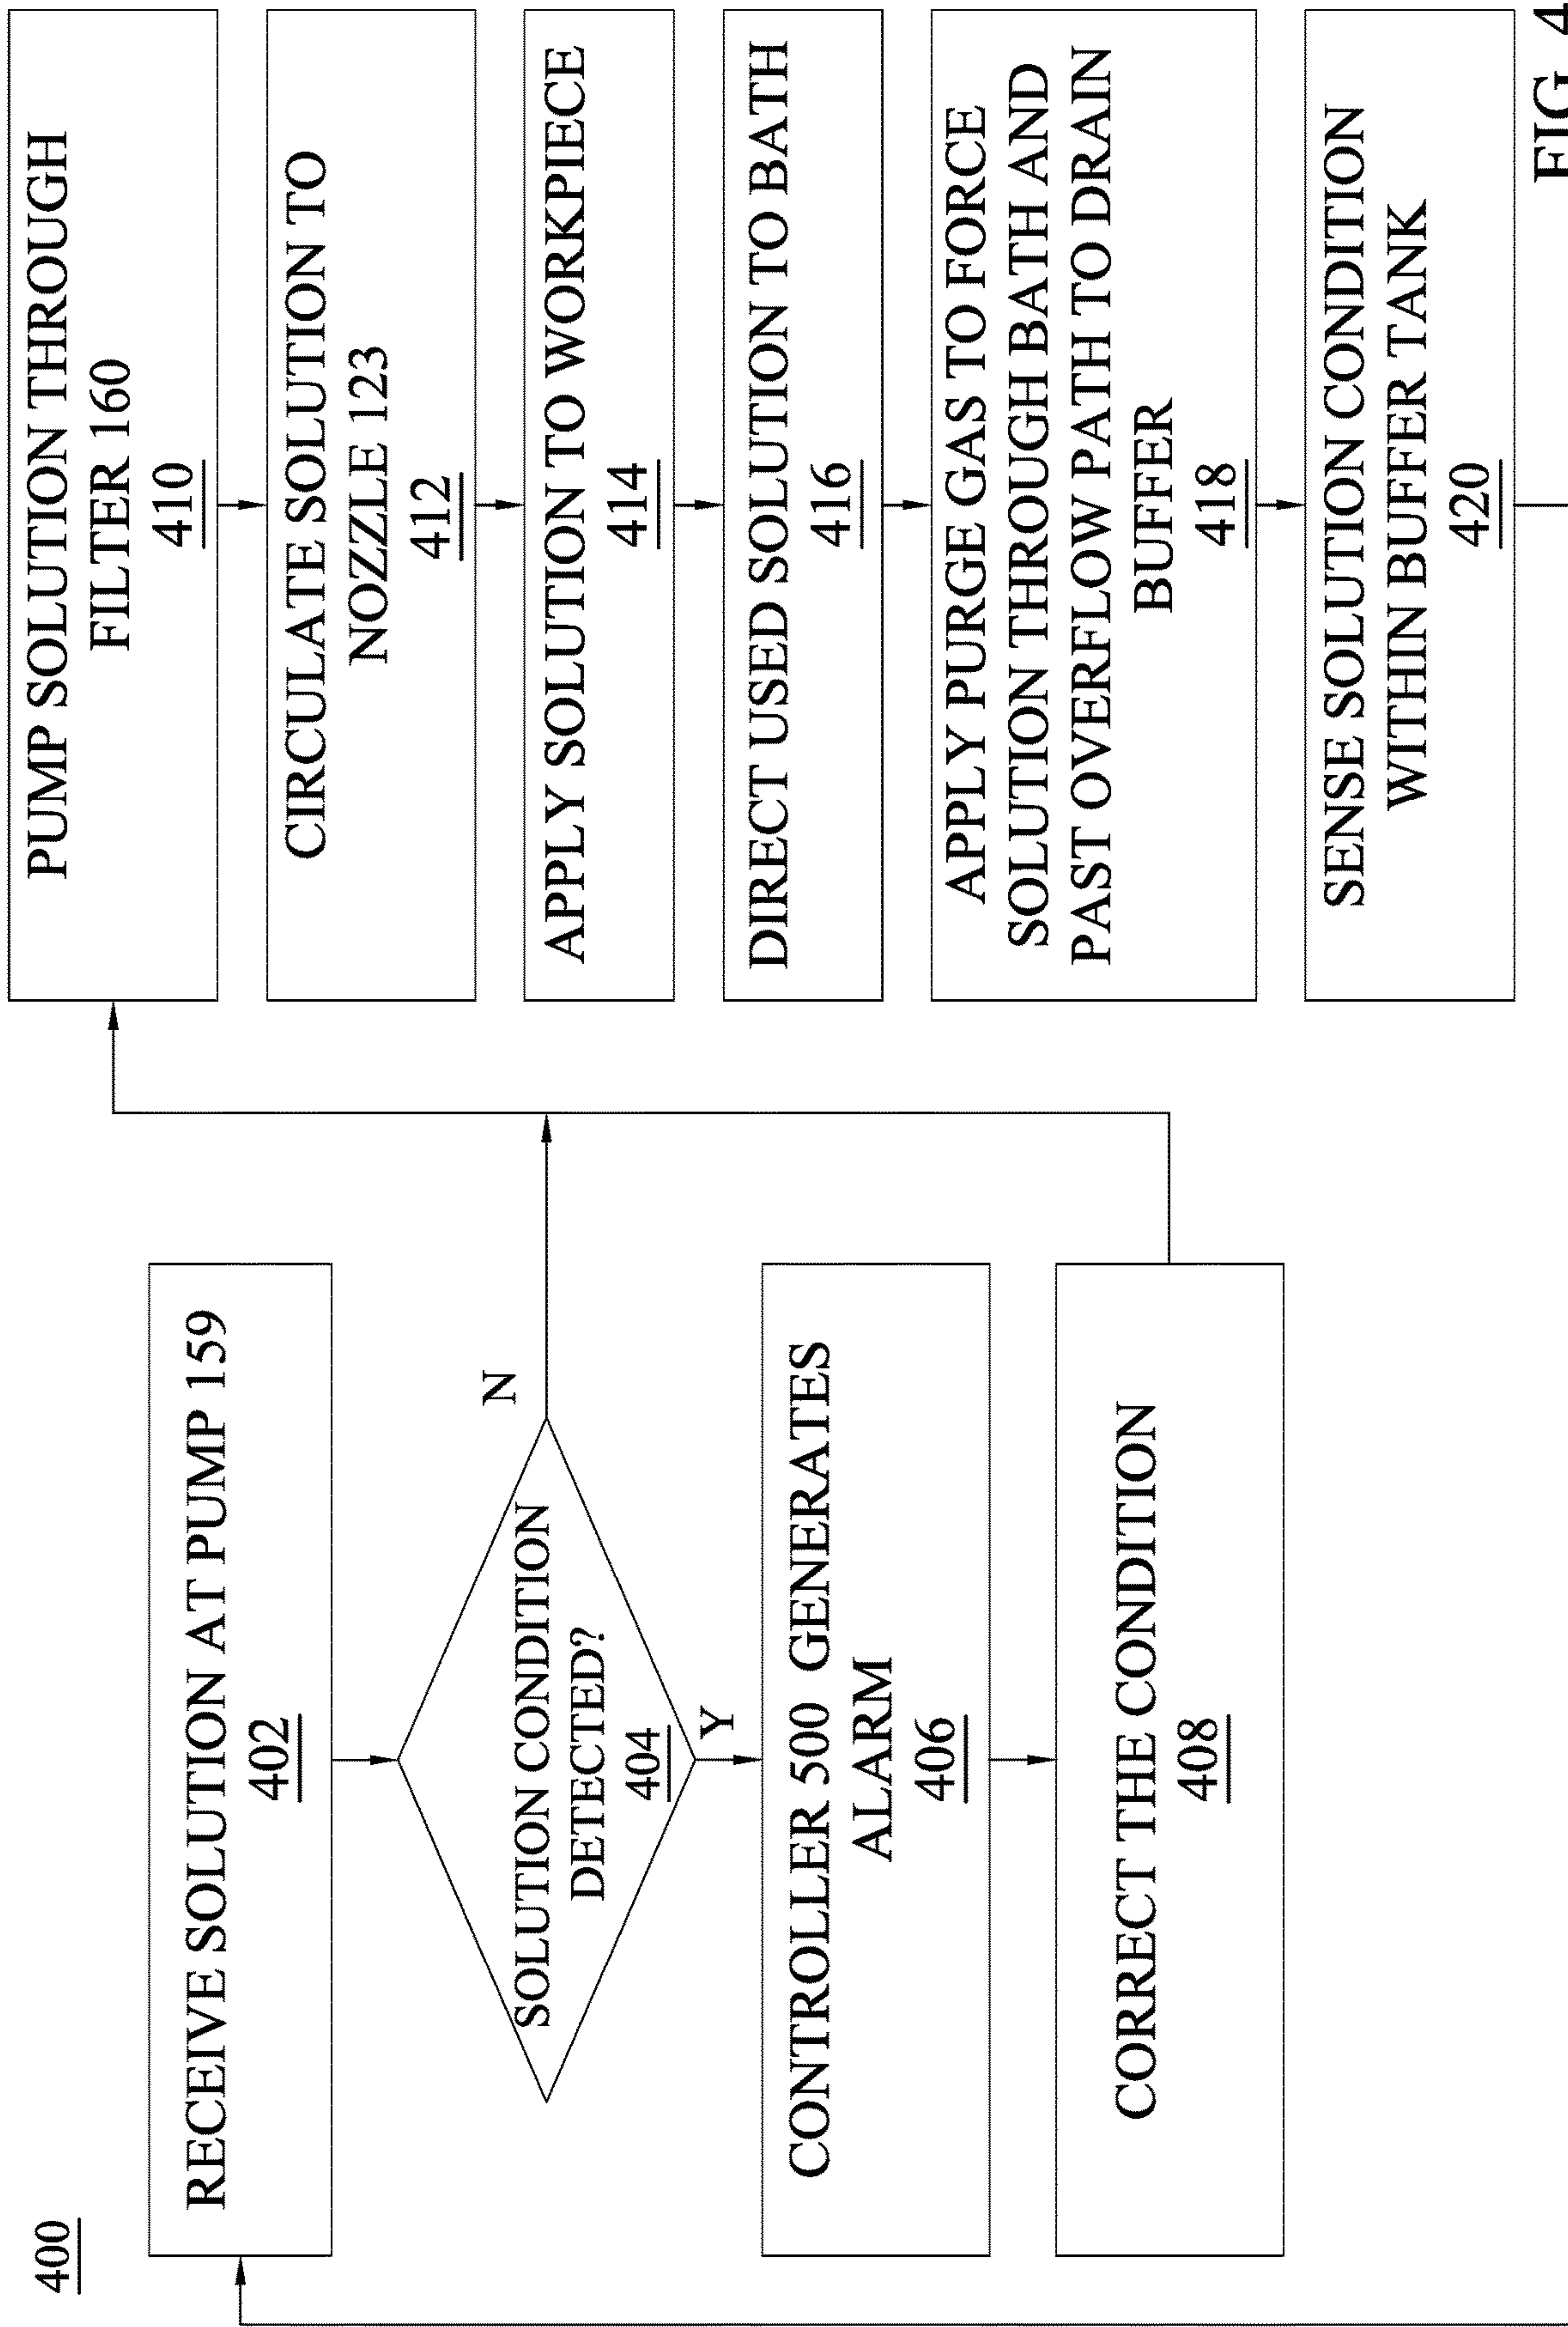 400
RECEIVE SOLUTION AT PUMP 159
402
SOLUTION CONDITION
DETECTED?
404
N
Y
CONTROLLER 500 GENERATES
ALARM
406
CORRECT THE CONDITION
408
PUMP SOLUTION THROUGH
FILTER 160
410
CIRCULATE SOLUTION TO
NOZZLE 123
412
APPLY SOLUTION TO WORKPIECE
414
DIRECT USED SOLUTION TO BATH
416
APPLY PURGE GAS TO FORCE
SOLUTION THROUGH BATH AND
PAST OVERFLOW PATH TO DRAIN
BUFFER
418
SENSE SOLUTION CONDITION
WITHIN BUFFER TANK
420
FIG. 4